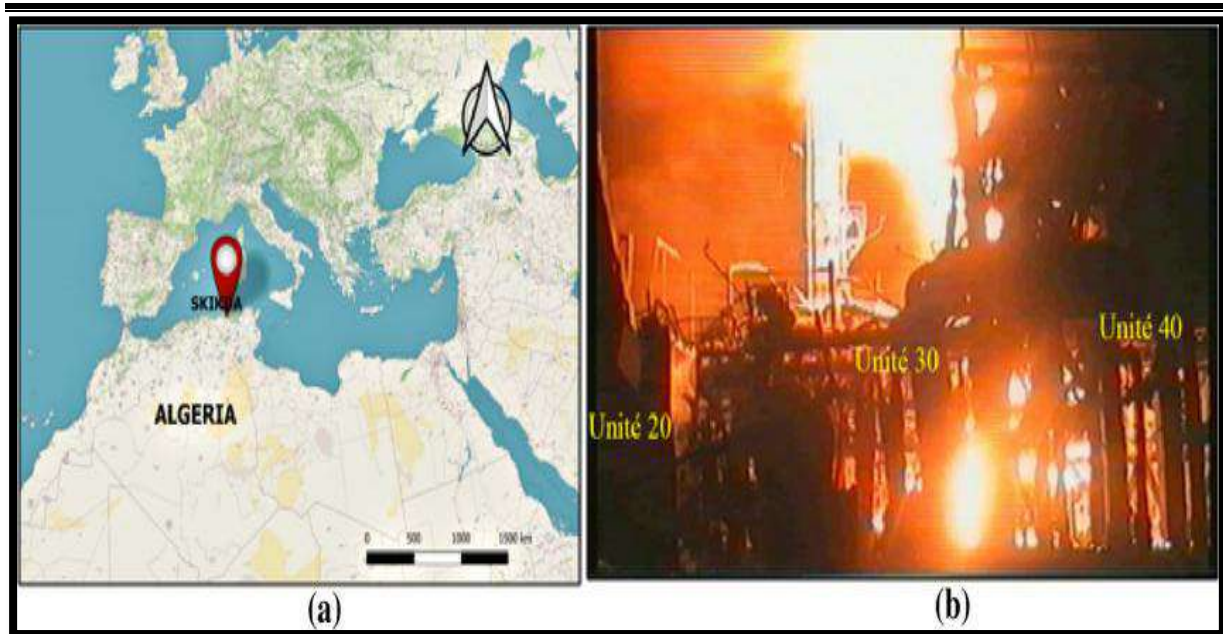 SKIKDA
ALGERIA
0 500 1000 1500 km
(a)
Unité 20
Unité 30
Unité 40
(b)